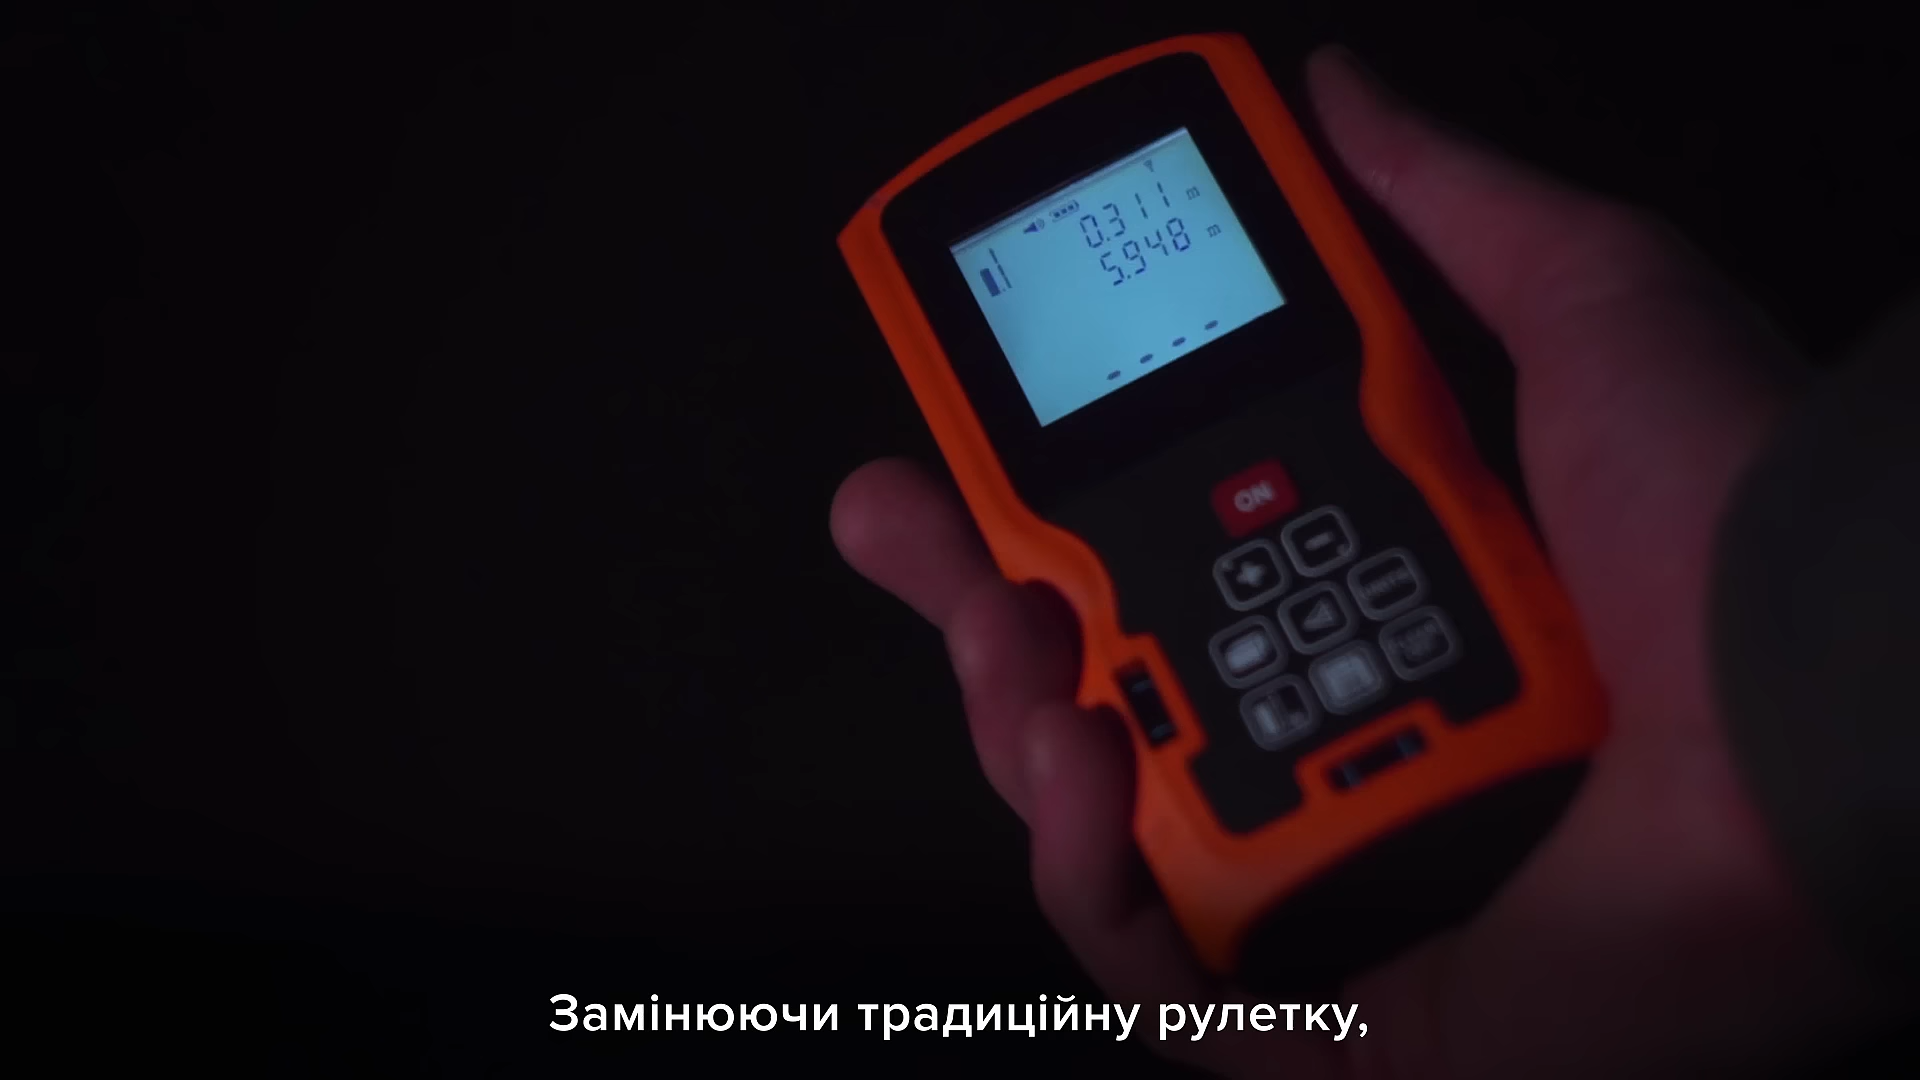 0.311 m
5.948 m
ON
Замінюючи традиційну рулетку,